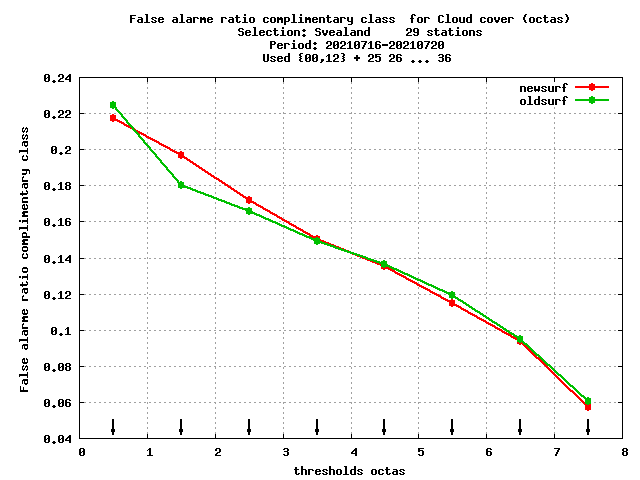 False alarme ratio complimentary class  for Cloud cover (octas)
Selection: Svealand     29 stations
Period: 20210716-20210720
Used {00,12} + 25 26 ... 36
newsurf
oldsurf
False alarme ratio complimentary class
0.24
0.22
0.2
0.18
0.16
0.14
0.12
0.1
0.08
0.06
0.04
0 1 2 3 4 5 6 7 8
thresholds octas